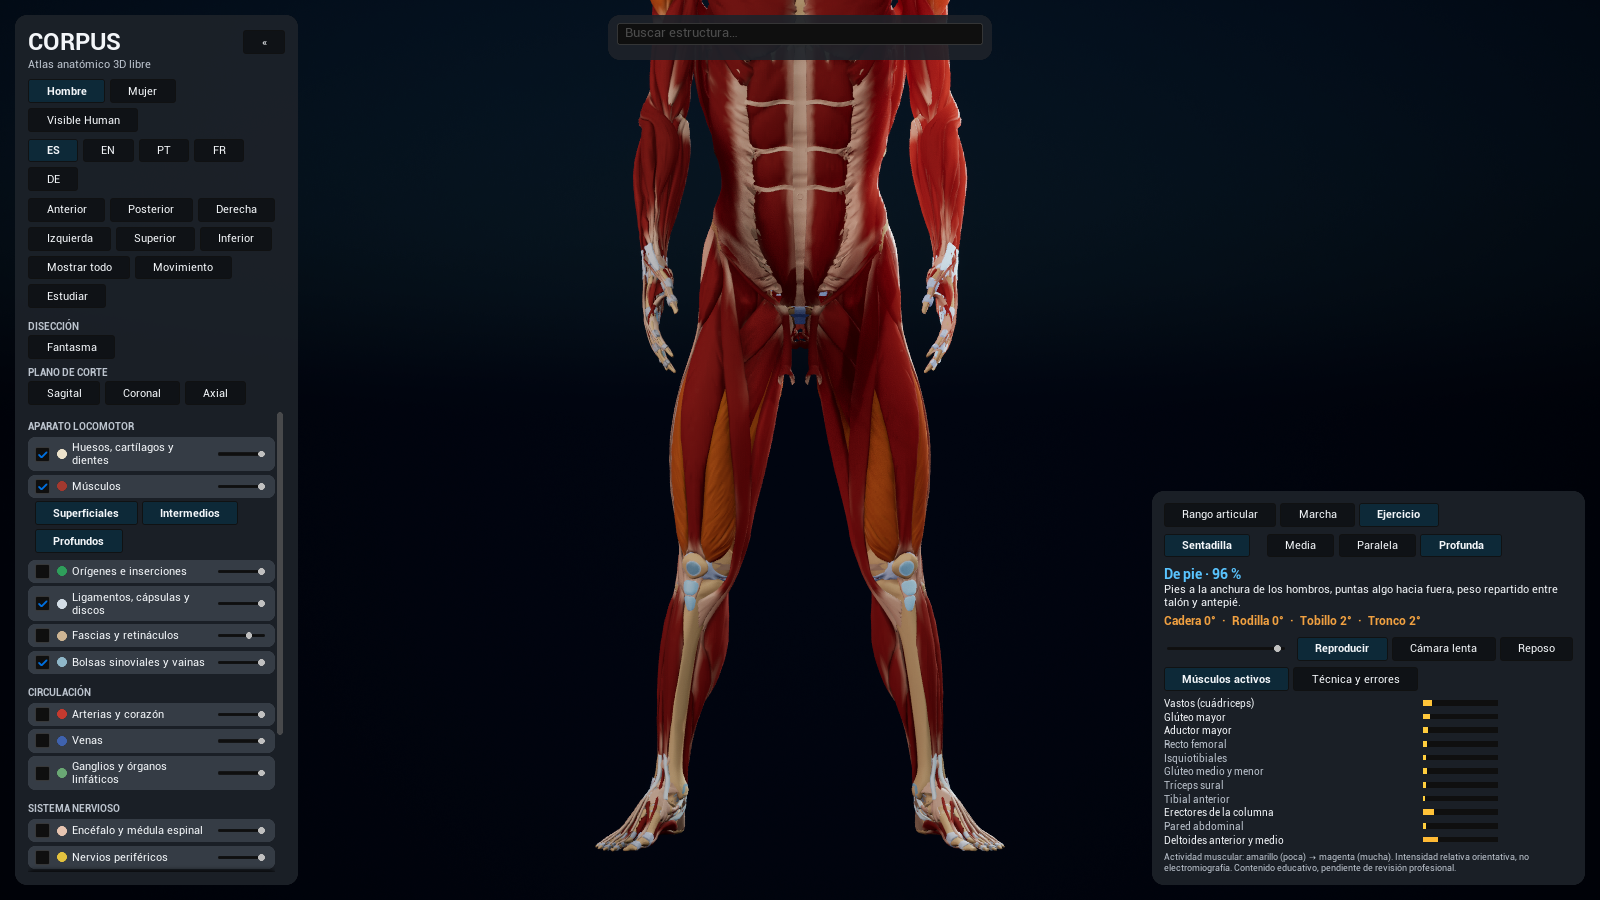 CORPUS
«
Atlas anatómico 3D libre
Hombre
Mujer
Visible Human
ES
EN
PT
FR
DE
Anterior
Posterior
Derecha
Izquierda
Superior
Inferior
Mostrar todo
Movimiento
Estudiar
DISECCIÓN
Fantasma
PLANO DE CORTE
Sagital
Coronal
Axial
APARATO LOCOMOTOR
Huesos, cartílagos y
dientes
Músculos
Superficiales
Intermedios
Profundos
Orígenes e inserciones
Ligamentos, cápsulas y
discos
Fascias y retináculos
Bolsas sinoviales y vainas
CIRCULACIÓN
Arterias y corazón
Venas
Ganglios y órganos
linfáticos
SISTEMA NERVIOSO
Encéfalo y médula espinal
Nervios periféricos
Buscar estructura...
Rango articular
Marcha
Ejercicio
Sentadilla
Media
Paralela
Profunda
De pie · 96 %
Pies a la anchura de los hombros, puntas algo hacia fuera, peso repartido entre
talón y antepié.
Cadera 0° · Rodilla 0° · Tobillo 2° · Tronco 2°
Reproducir
Cámara lenta
Reposo
Músculos activos
Técnica y errores
Vastos (cuádriceps)
Glúteo mayor
Aductor mayor
Recto femoral
Isquiotibiales
Glúteo medio y menor
Tríceps sural
Tibial anterior
Erectores de la columna
Pared abdominal
Deltoides anterior y medio
Actividad muscular: amarillo (poca) → magenta (mucha). Intensidad relativa orientativa, no
electromiografía. Contenido educativo, pendiente de revisión profesional.